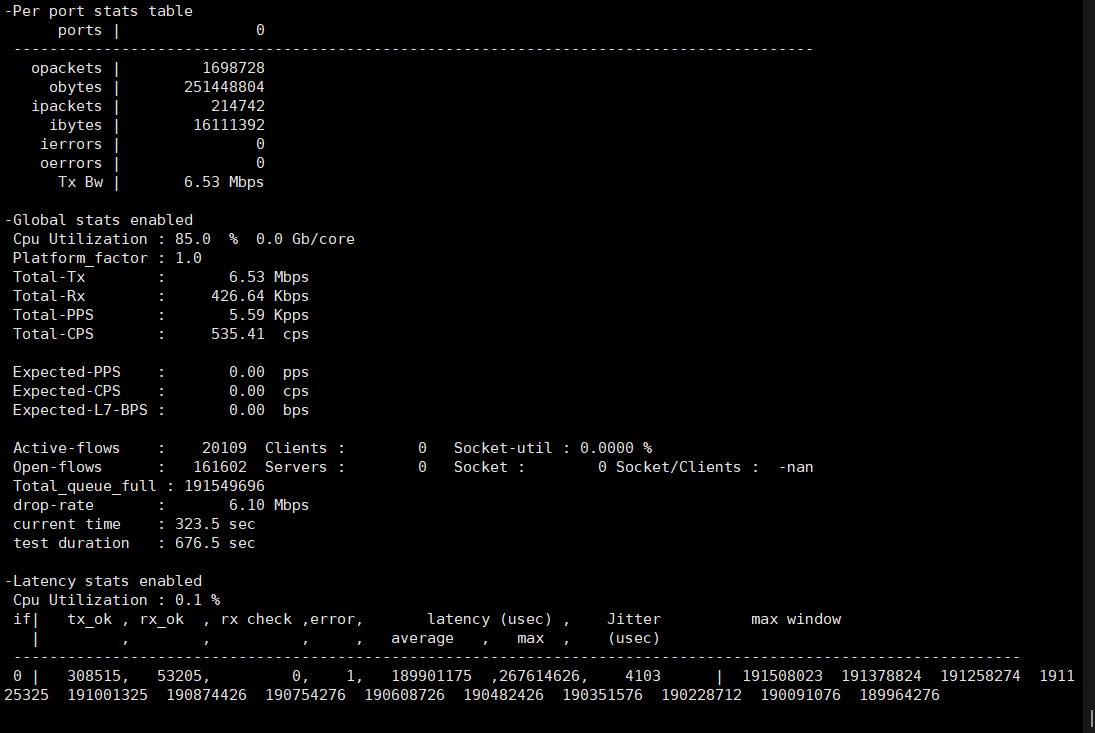 -Per port stats table
ports | 0
-----------------------------------------------------------------------------------------
opackets | 1698728
obytes | 251448804
ipackets | 214742
ibytes | 16111392
ierrors | 0
oerrors | 0
Tx Bw | 6.53 Mbps
-Global stats enabled
Cpu Utilization : 85.0 % 0.0 Gb/core
Platform_factor : 1.0
Total-Tx : 6.53 Mbps
Total-Rx : 426.64 Kbps
Total-PPS : 5.59 Kpps
Total-CPS : 535.41 cps
Expected-PPS : 0.00 pps
Expected-CPS : 0.00 cps
Expected-L7-BPS : 0.00 bps
Active-flows : 20109 Clients : 0 Socket-util : 0.0000 %
Open-flows : 161602 Servers : 0 Socket : 0 Socket/Clients : -nan
Total_queue_full : 191549696
drop-rate : 6.10 Mbps
current time : 323.5 sec
test duration : 676.5 sec
-Latency stats enabled
Cpu Utilization : 0.1 %
if| tx_ok , rx_ok , rx check ,error, latency (usec) , Jitter max window
| , , , , average , max , (usec)
----------------------------------------------------------------------------------------------------------------
0 | 308515, 53205, 0, 1, 189901175 ,267614626, 4103 | 191508023 191378824 191258274 1911
25325 191001325 190874426 190754276 190608726 190482426 190351576 190228712 190091076 189964276